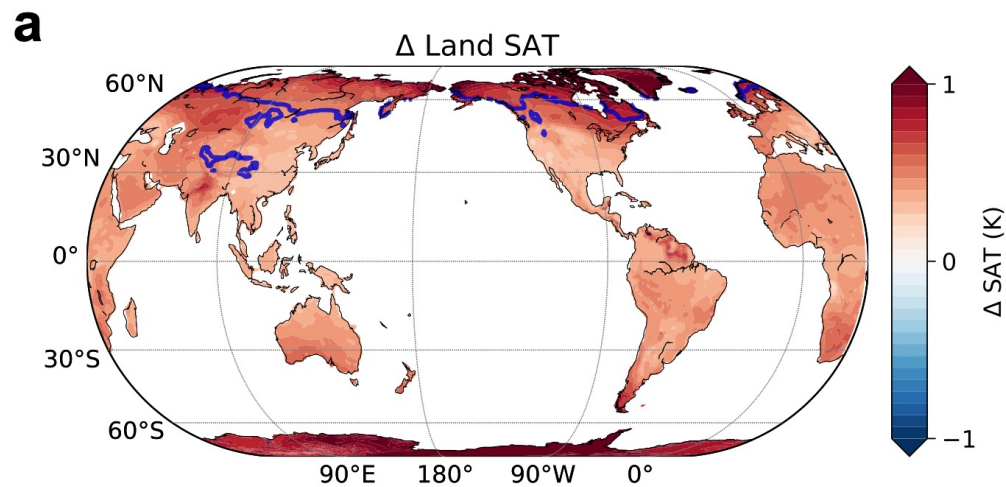 a
Δ Land SAT
60°N
30°N
0°
30°S
60°S
90°E 180° 90°W 0°
1
0
−1
Δ SAT (K)